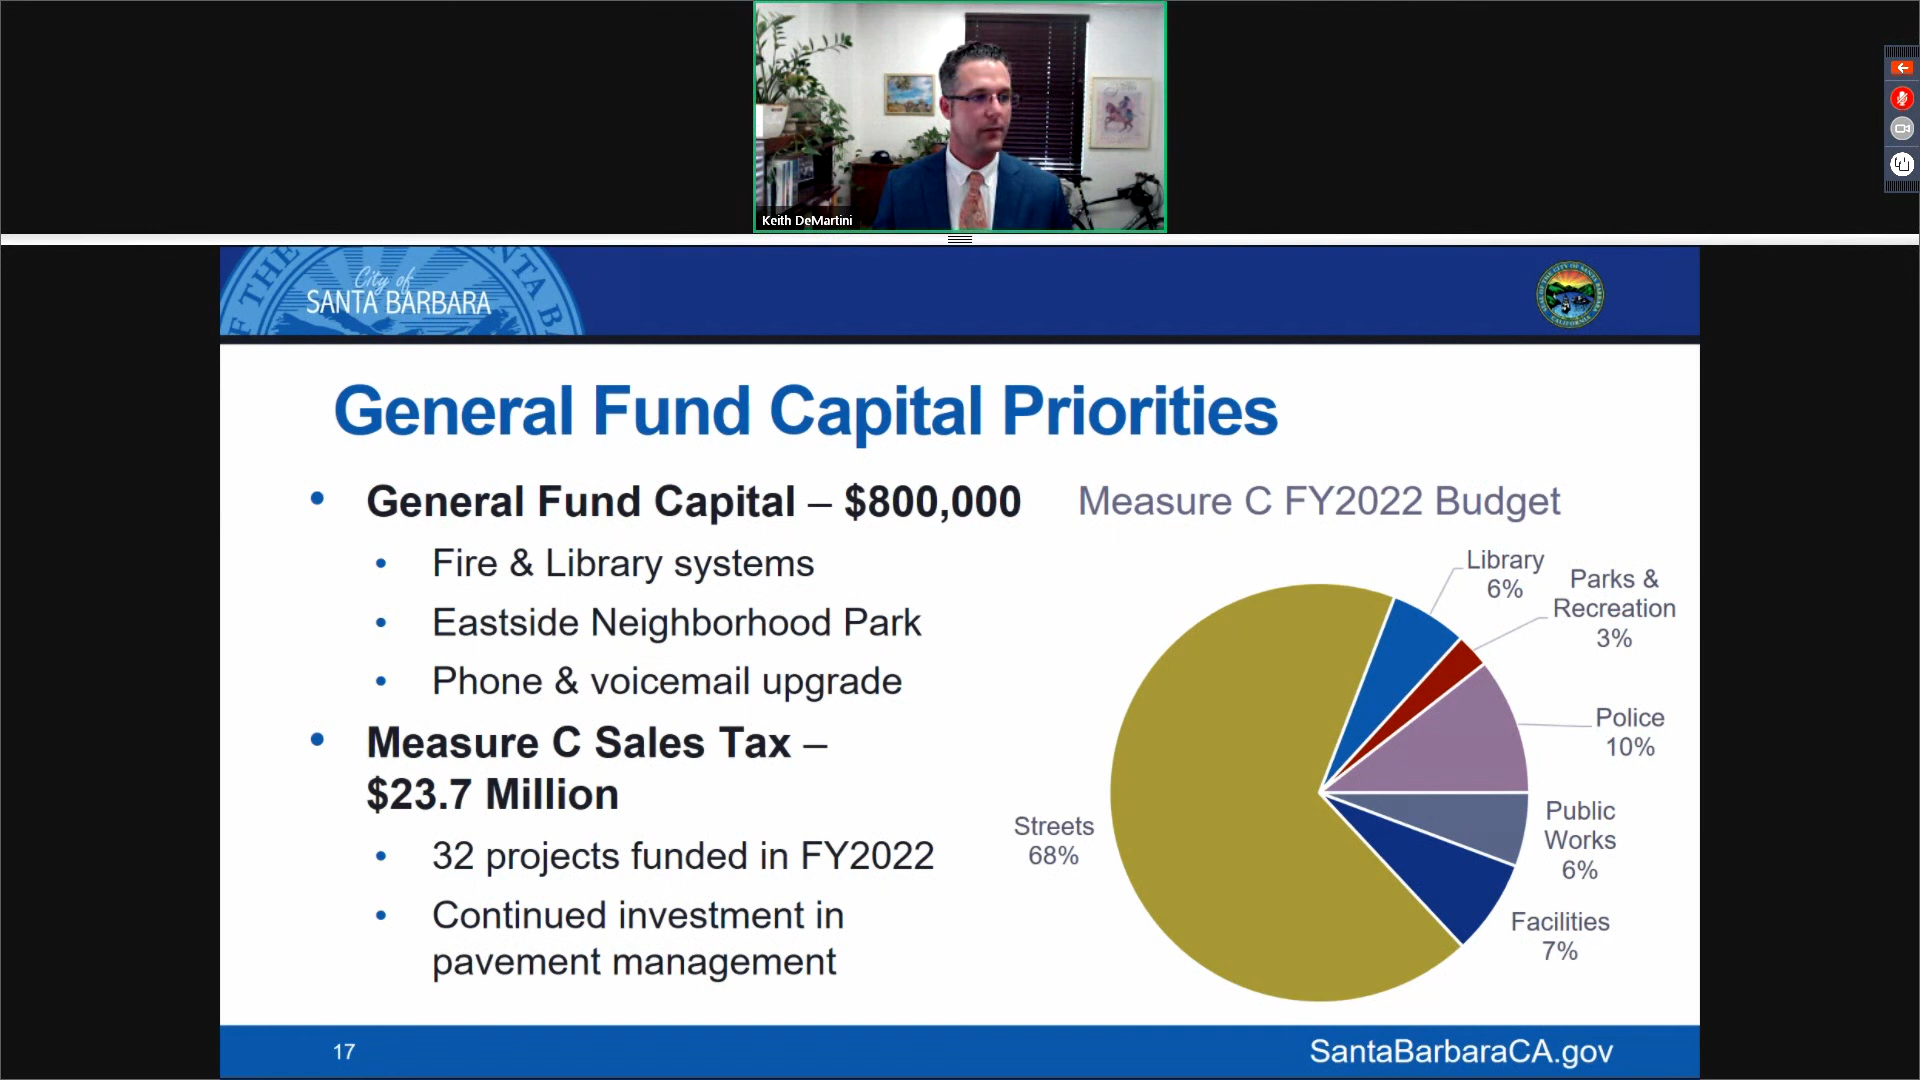 Keith DeMartini
City of
SANTA BARBARA
General Fund Capital Priorities
• General Fund Capital – $800,000
• Fire & Library systems
• Eastside Neighborhood Park
• Phone & voicemail upgrade
• Measure C Sales Tax –
$23.7 Million
• 32 projects funded in FY2022
• Continued investment in
pavement management
Measure C FY2022 Budget
Library
6%
Parks &
Recreation
3%
Police
10%
Public
Works
6%
Facilities
7%
Streets
68%
17
SantaBarbaraCA.gov